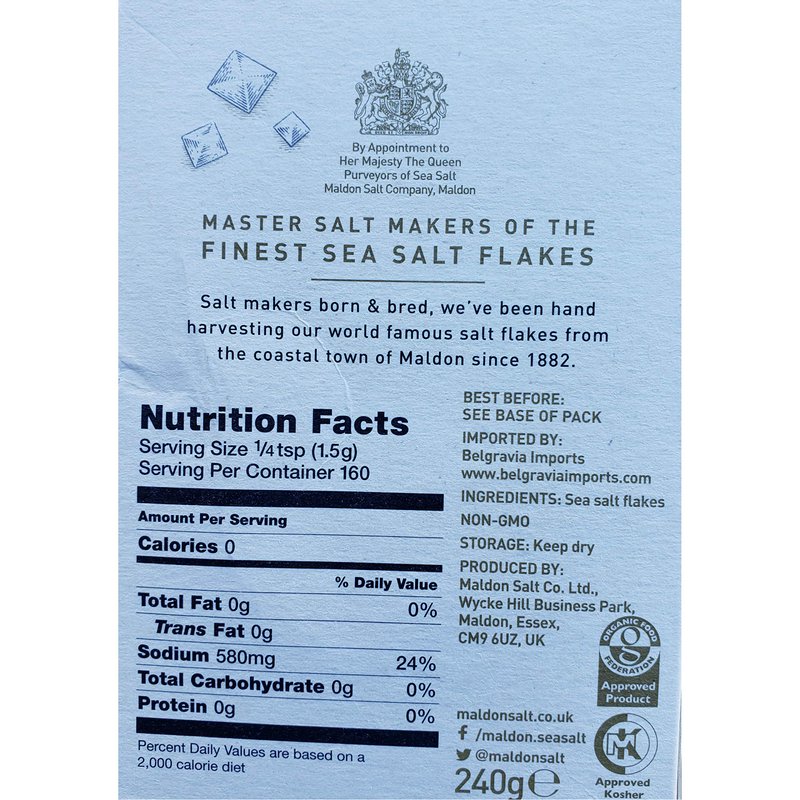 By Appointment to
Her Majesty The Queen
Purveyors of Sea Salt
Maldon Salt Company, Maldon
MASTER SALT MAKERS OF THE
FINEST SEA SALT FLAKES
Salt makers born & bred, we've been hand
harvesting our world famous salt flakes from
the coastal town of Maldon since 1882.
Nutrition Facts
Serving Size 1/4 tsp (1.5g)
Serving Per Container 160
Amount Per Serving
Calories 0
% Daily Value
Total Fat 0g 0%
Trans Fat 0g
Sodium 580mg 24%
Total Carbohydrate 0g 0%
Protein 0g 0%
Percent Daily Values are based on a
2,000 calorie diet
BEST BEFORE:
SEE BASE OF PACK
IMPORTED BY:
Belgravia Imports
www.belgraviaimports.com
INGREDIENTS: Sea salt flakes
NON-GMO
STORAGE: Keep dry
PRODUCED BY:
Maldon Salt Co. Ltd.,
Wycke Hill Business Park,
Maldon, Essex,
CM9 6UZ, UK
ORGANIC FOOD
FEDERATION
Approved
Product
maldonsalt.co.uk
/maldon.seasalt
@maldonsalt
240g℮
Approved
Kosher